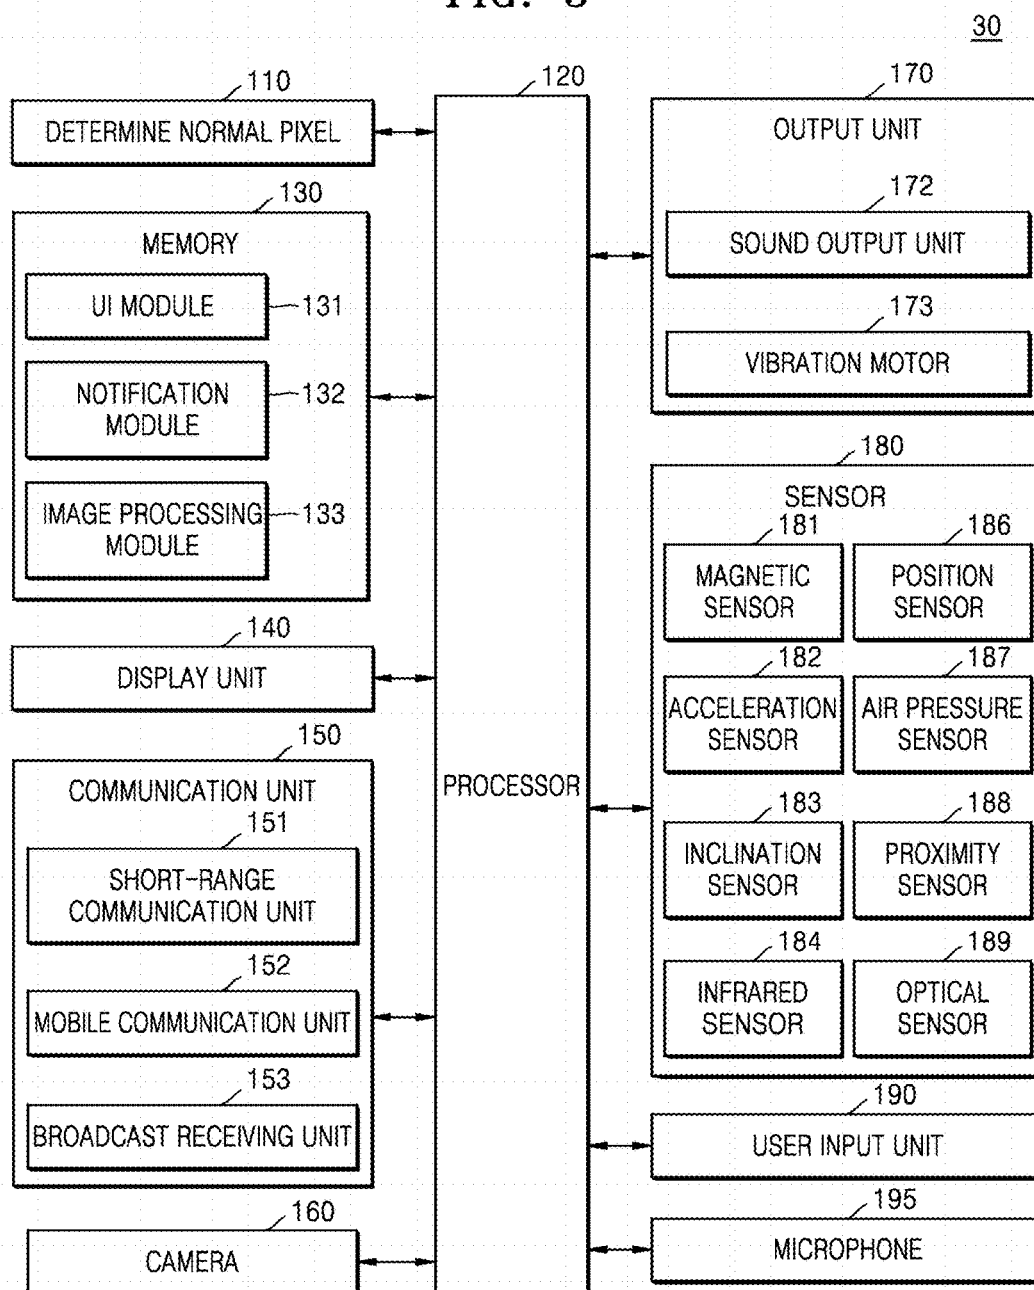 30
110
DETERMINE NORMAL PIXEL
130
MEMORY
UI MODULE
131
NOTIFICATION
MODULE
132
IMAGE PROCESSING
MODULE
133
140
DISPLAY UNIT
150
COMMUNICATION UNIT
151
SHORT-RANGE
COMMUNICATION UNIT
152
MOBILE COMMUNICATION UNIT
153
BROADCAST RECEIVING UNIT
160
CAMERA
120
PROCESSOR
170
OUTPUT UNIT
172
SOUND OUTPUT UNIT
173
VIBRATION MOTOR
180
SENSOR
181
MAGNETIC
SENSOR
186
POSITION
SENSOR
182
ACCELERATION
SENSOR
187
AIR PRESSURE
SENSOR
183
INCLINATION
SENSOR
188
PROXIMITY
SENSOR
184
INFRARED
SENSOR
189
OPTICAL
SENSOR
190
USER INPUT UNIT
195
MICROPHONE